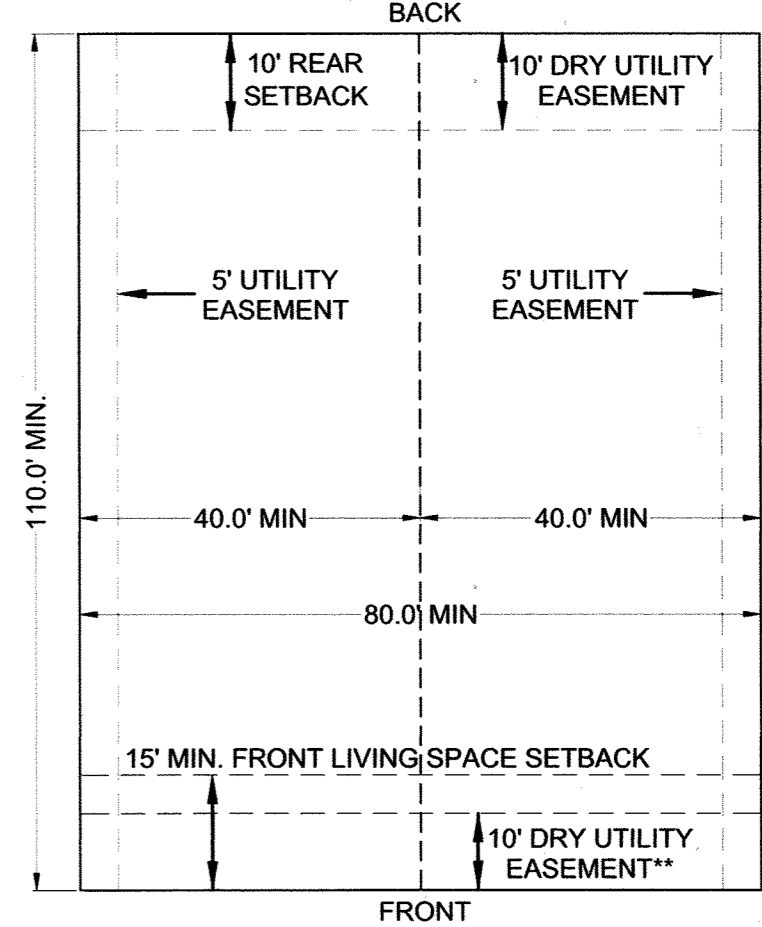 BACK
10' REAR
SETBACK
10' DRY UTILITY
EASEMENT
5' UTILITY
EASEMENT
5' UTILITY
EASEMENT
110.0' MIN.
40.0' MIN
40.0' MIN
80.0' MIN
15' MIN. FRONT LIVING SPACE SETBACK
10' DRY UTILITY
EASEMENT**
FRONT